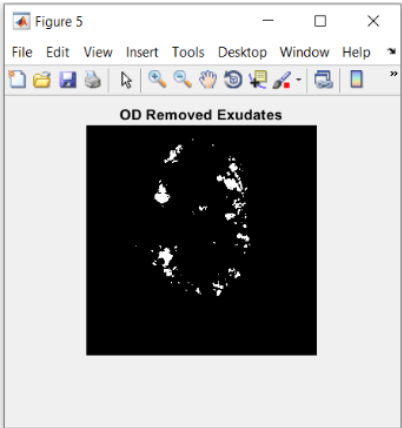 Figure 5
File Edit View Insert Tools Desktop Window Help
OD Removed Exudates